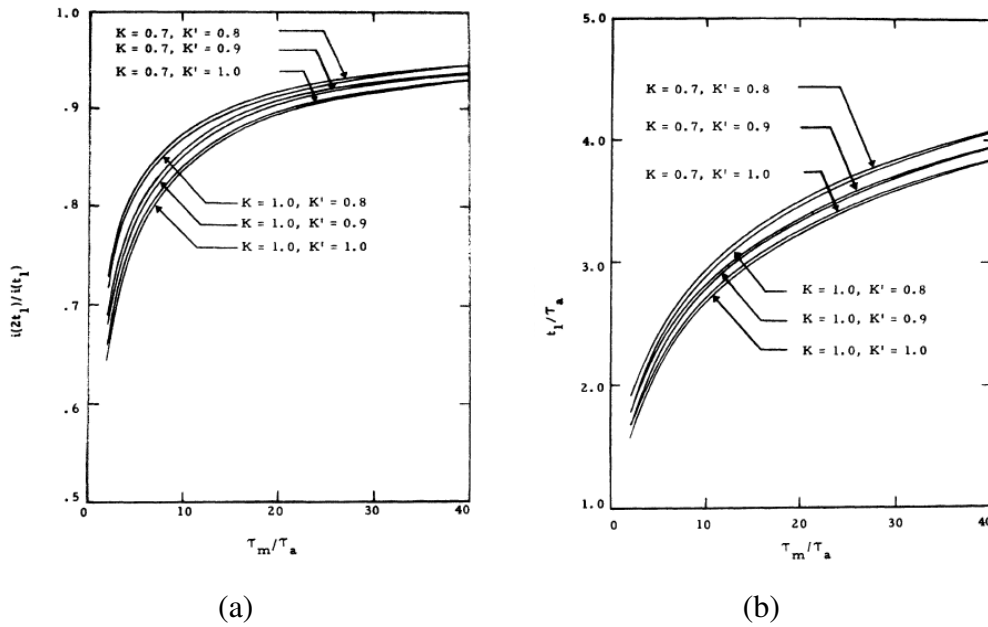 1.0
.9
.8
.7
.6
.5
K = 0.7, K' = 0.8
K = 0.7, K' = 0.9
K = 0.7, K' = 1.0
K = 1.0, K' = 0.8
K = 1.0, K' = 0.9
K = 1.0, K' = 1.0
i(2t₁)/i(t₁)
0
10
20
30
40
τm/τa
(a)
5.0
4.0
3.0
2.0
1.0
K = 0.7, K' = 0.8
K = 0.7, K' = 0.9
K = 0.7, K' = 1.0
K = 1.0, K' = 0.8
K = 1.0, K' = 0.9
K = 1.0, K' = 1.0
t₁/τa
0
10
20
30
40
τm/τa
(b)